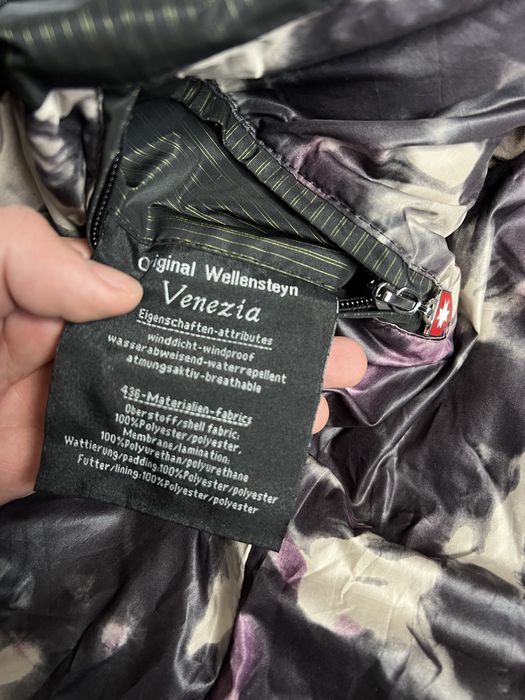 Original Wellensteyn
Venezia
Eigenschaften-attributes
winddicht-windproof
wasserabweisend-waterrepellent
atmungsaktiv-breathable
436-Materialien-fabrics
Oberstoff/shell fabric:
100%Polyester/polyester,
Membrane/lamination,
100%Polyurethan/polyurethane
Wattierung/padding:100%Polyester/polyester
Futter/lining:100%Polyester/polyester